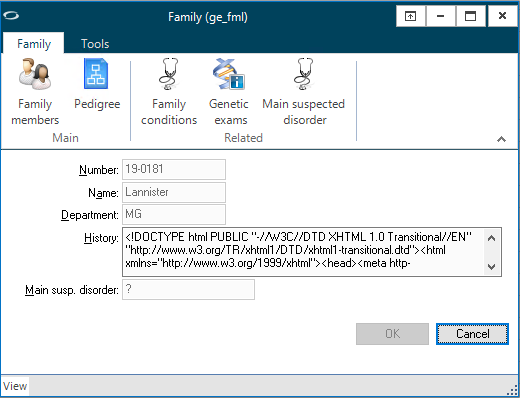 Family (ge_fml)
Family Tools
Family members
Pedigree
Family conditions
Genetic exams
Main suspected disorder
Main
Related
Number: 19-0181
Name: Lannister
Department: MG
History: <!DOCTYPE html PUBLIC "-//W3C//DTD XHTML 1.0 Transitional//EN"
"http://www.w3.org/TR/xhtml1/DTD/xhtml1-transitional.dtd"><html
xmlns="http://www.w3.org/1999/xhtml"><head><meta http-
Main susp. disorder: ?
OK Cancel
View